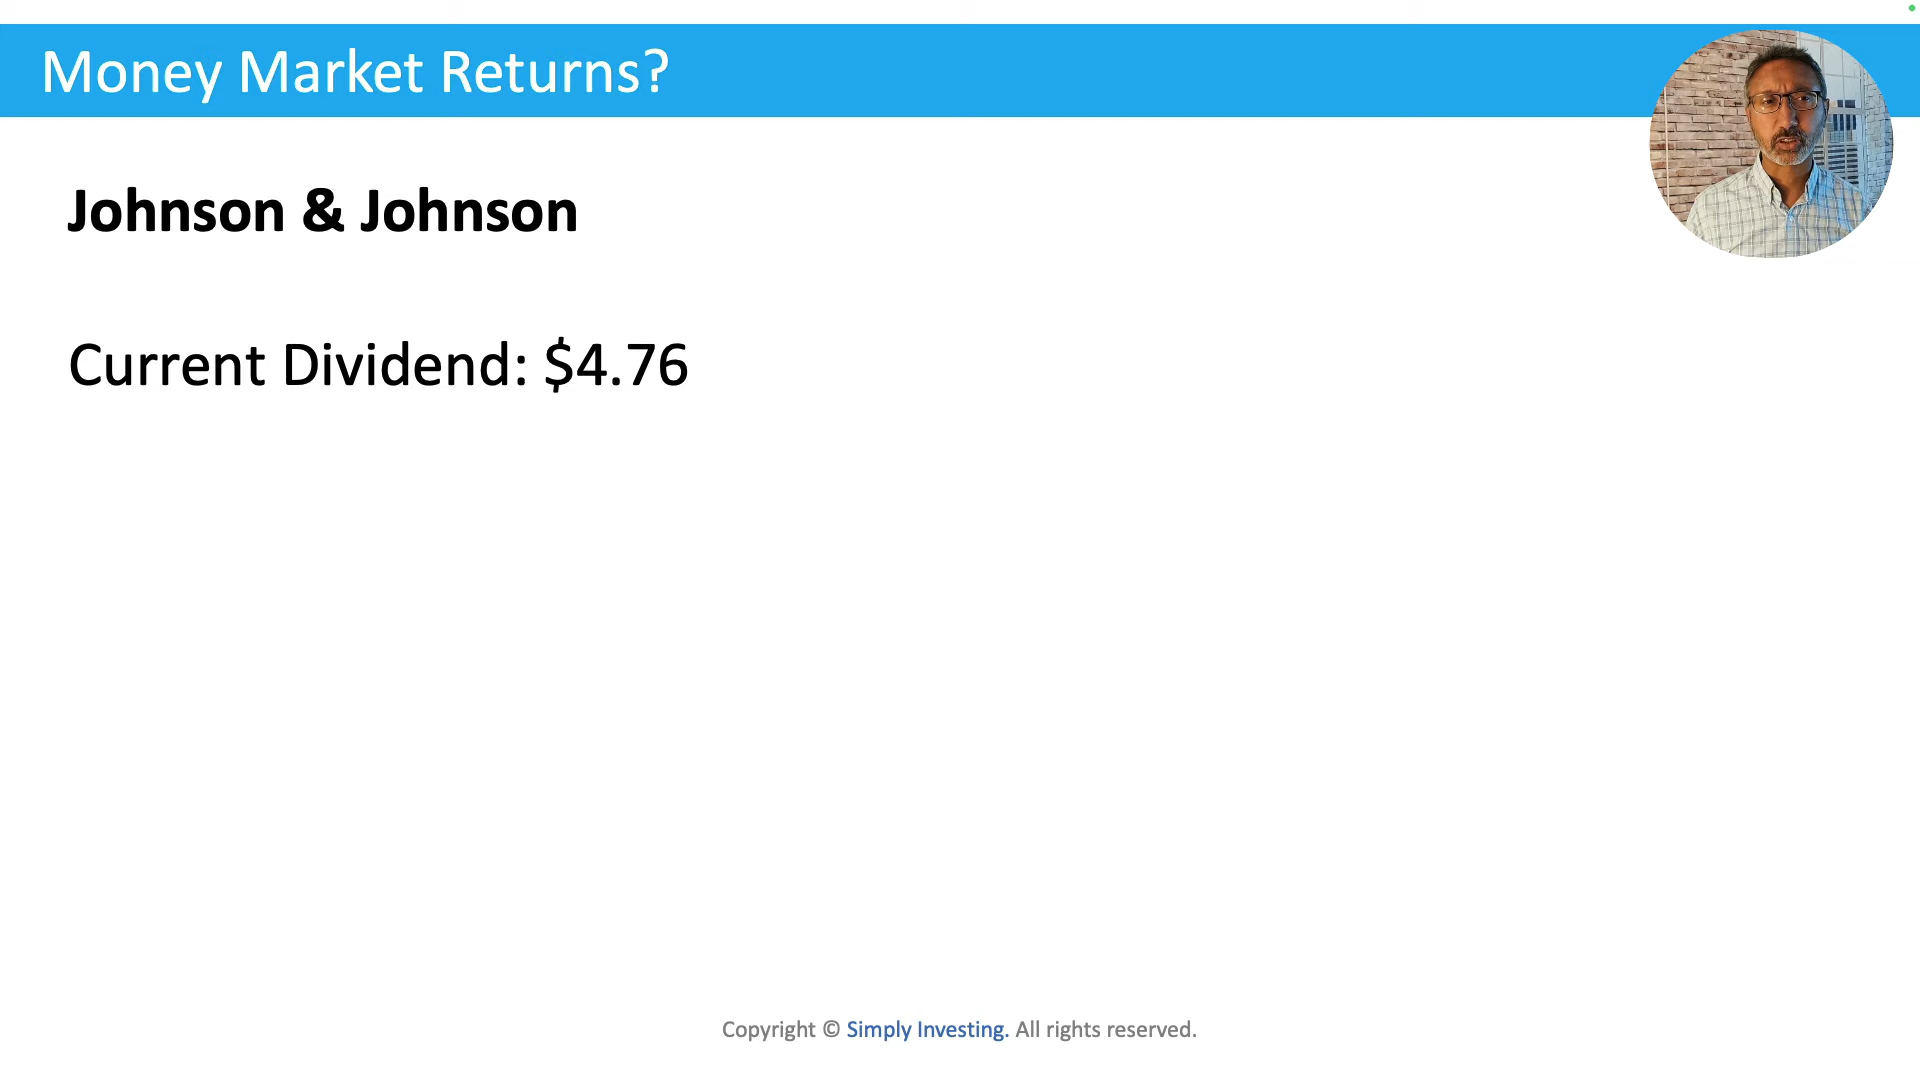 Money Market Returns?
Johnson & Johnson
Current Dividend: $4.76
Copyright © Simply Investing. All rights reserved.